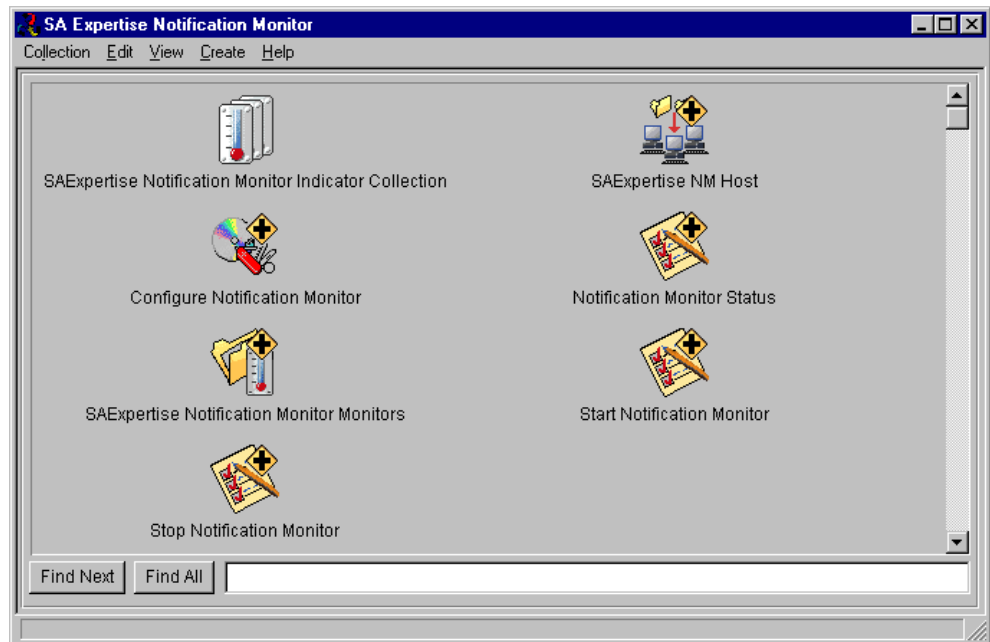 SA Expertise Notification Monitor
Collection Edit View Create Help
SAExpertise Notification Monitor Indicator Collection
SAExpertise NM Host
Configure Notification Monitor
Notification Monitor Status
SAExpertise Notification Monitor Monitors
Start Notification Monitor
Stop Notification Monitor
Find Next Find All